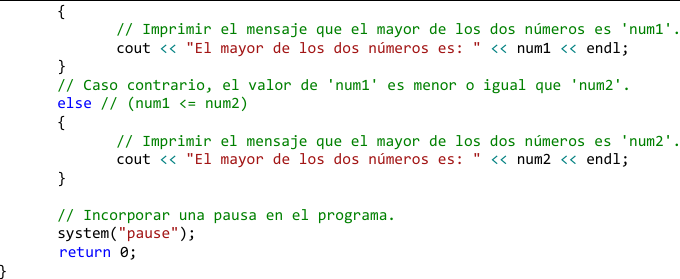 {
// Imprimir el mensaje que el mayor de los dos números es 'num1'.
cout << "El mayor de los dos números es: " << num1 << endl;
}
// Caso contrario, el valor de 'num1' es menor o igual que 'num2'.
else // (num1 <= num2)
{
// Imprimir el mensaje que el mayor de los dos números es 'num2'.
cout << "El mayor de los dos números es: " << num2 << endl;
}
// Incorporar una pausa en el programa.
system("pause");
return 0;
}